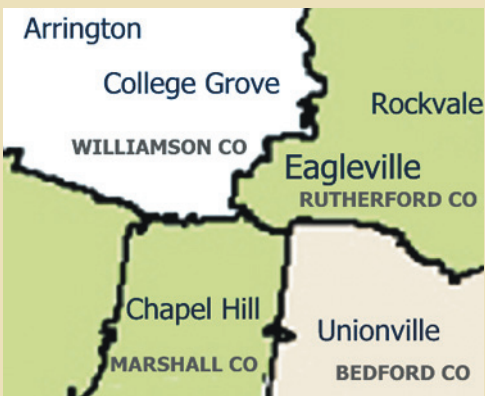 Arrington
College Grove
Rockvale
WILLIAMSON CO
Eagleville
RUTHERFORD CO
Chapel Hill
Unionville
MARSHALL CO
BEDFORD CO